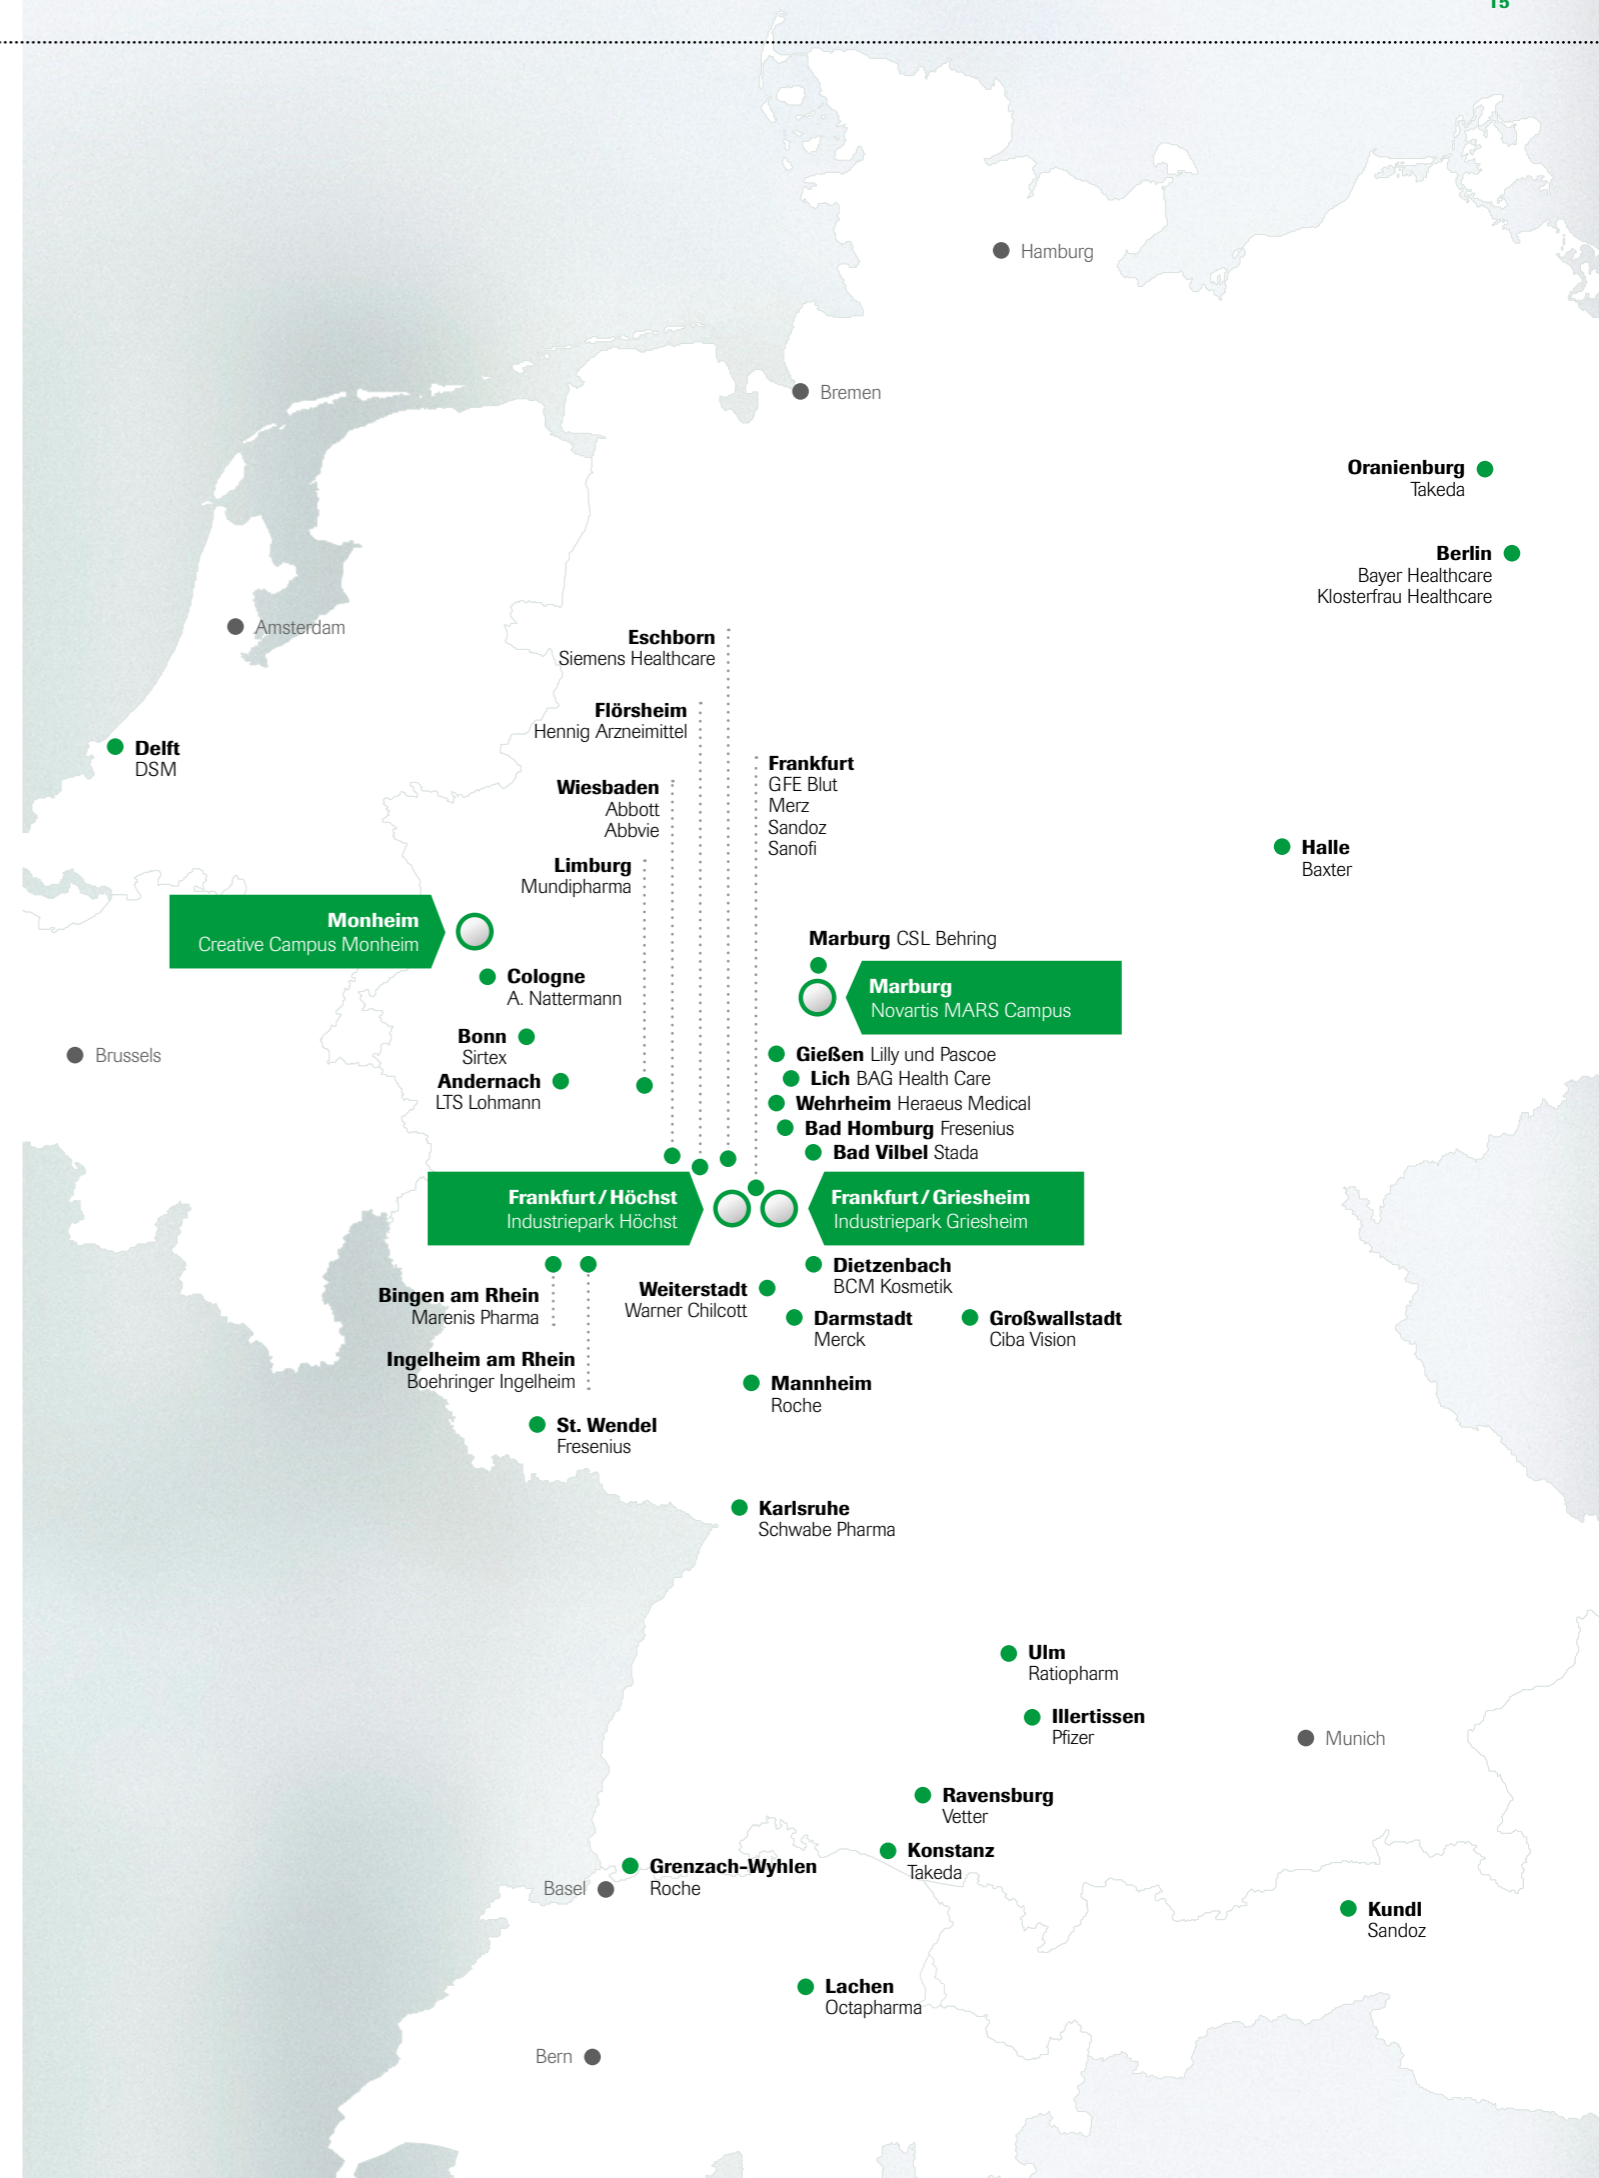 15
Hamburg
Bremen
Oranienburg
Takeda
Berlin
Bayer Healthcare
Klosterfrau Healthcare
Amsterdam
Eschborn
Siemens Healthcare
Flörsheim
Hennig Arzneimittel
Delft
DSM
Frankfurt
GFE Blut
Merz
Sandoz
Sanofi
Wiesbaden
Abbott
Abbvie
Halle
Baxter
Limburg
Mundipharma
Monheim
Creative Campus Monheim
Marburg CSL Behring
Cologne
A. Nattermann
Marburg
Novartis MARS Campus
Bonn
Sirtex
Brussels
Gießen Lilly und Pascoe
Andernach
LTS Lohmann
Lich BAG Health Care
Wehrheim Heraeus Medical
Bad Homburg Fresenius
Bad Vilbel Stada
Frankfurt / Höchst
Industriepark Höchst
Frankfurt / Griesheim
Industriepark Griesheim
Dietzenbach
BCM Kosmetik
Bingen am Rhein
Marenis Pharma
Weiterstadt
Warner Chilcott
Darmstadt
Merck
Großwallstadt
Ciba Vision
Ingelheim am Rhein
Boehringer Ingelheim
Mannheim
Roche
St. Wendel
Fresenius
Karlsruhe
Schwabe Pharma
Ulm
Ratiopharm
Illertissen
Pfizer
Munich
Ravensburg
Vetter
Konstanz
Takeda
Grenzach-Wyhlen
Roche
Basel
Kundl
Sandoz
Lachen
Octapharma
Bern